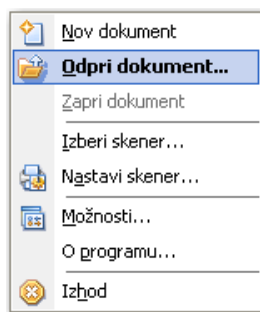 Nov dokument
Odpri dokument...
Zapri dokument
Izberi skener...
Nastavi skener...
Možnosti...
O programu...
Izhod